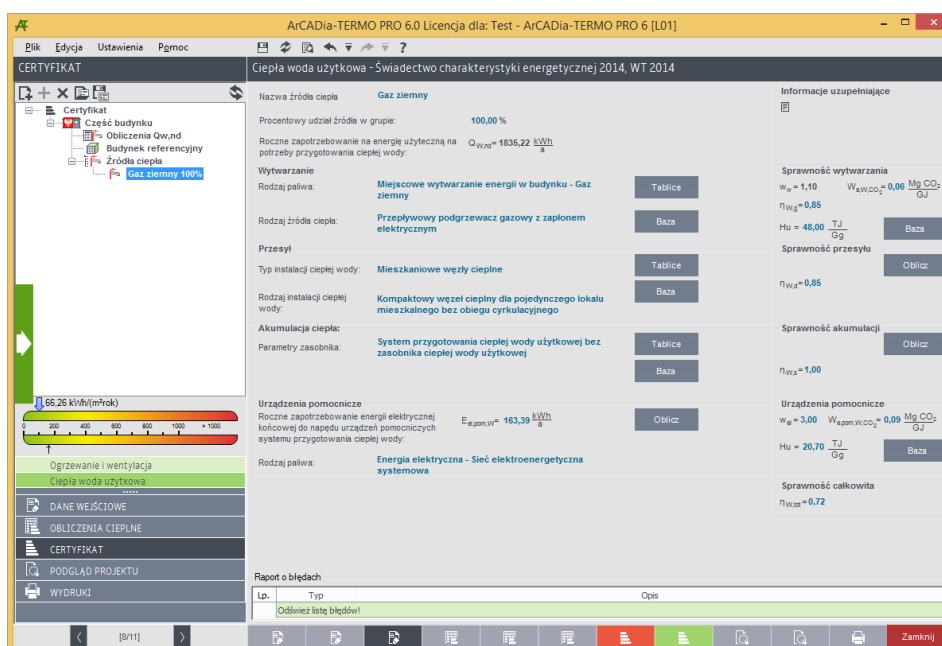 ArCADia-TERMO PRO 6.0 Licencja dla: Test - ArCADia-TERMO PRO 6 [L01]
Plik Edycja Ustawienia Pomoc
CERTYFIKAT
Certyfikat
Część budynku
Obliczenia Qw,nd
Budynek referencyjny
Źródła ciepła
Gaz ziemny 100%
66,26 kWh/(m²rok)
0 200 400 600 800 1000 > 1000
Ogrzewanie i wentylacja
Ciepła woda użytkowa
DANE WEJŚCIOWE
OBLICZENIA CIEPLNE
CERTYFIKAT
PODGLĄD PROJEKTU
WYDRUKI
[8/11]
Ciepła woda użytkowa - Świadectwo charakterystyki energetycznej 2014, WT 2014
Nazwa źródła ciepła Gaz ziemny
Procentowy udział źródła w grupie: 100,00 %
Roczne zapotrzebowanie na energię użyteczną na
potrzeby przygotowania ciepłej wody: Q W,nd= 1835,22 kWh/a
Wytwarzanie
Rodzaj paliwa: Miejscowe wytwarzanie energii w budynku - Gaz
ziemny
Tablice
Rodzaj źródła ciepła: Przepływowy podgrzewacz gazowy z zapłonem
elektrycznym
Baza
Przesył
Typ instalacji ciepłej wody: Mieszkaniowe węzły cieplne
Tablice
Rodzaj instalacji ciepłej
wody: Kompaktowy węzeł cieplny dla pojedynczego lokalu
mieszkalnego bez obiegu cyrkulacyjnego
Baza
Akumulacja ciepła:
Parametry zasobnika: System przygotowania ciepłej wody użytkowej bez
zasobnika ciepłej wody użytkowej
Tablice
Baza
Urządzenia pomocnicze
Roczne zapotrzebowanie energii elektrycznej
końcowej do napędu urządzeń pomocniczych
systemu przygotowania ciepłej wody: E el,pom,W= 163,39 kWh/a
Oblicz
Rodzaj paliwa: Energia elektryczna - Sieć elektroenergetyczna
systemowa
Informacje uzupełniające
Sprawność wytwarzania
w w = 1,10 W e,W,CO2 = 0,06 Mg CO2/GJ
η W,g = 0,85
Hu = 48,00 TJ/Gg
Baza
Sprawność przesyłu
Oblicz
η W,d = 0,85
Sprawność akumulacji
Oblicz
η W,s = 1,00
Urządzenia pomocnicze
w el = 3,00 W e,pom,W,CO2 = 0,09 Mg CO2/GJ
Hu = 20,70 TJ/Gg
Baza
Sprawność całkowita
η W,tot = 0,72
Raport o błędach
Lp. Typ Opis
Odśwież listę błędów!
Zamknij